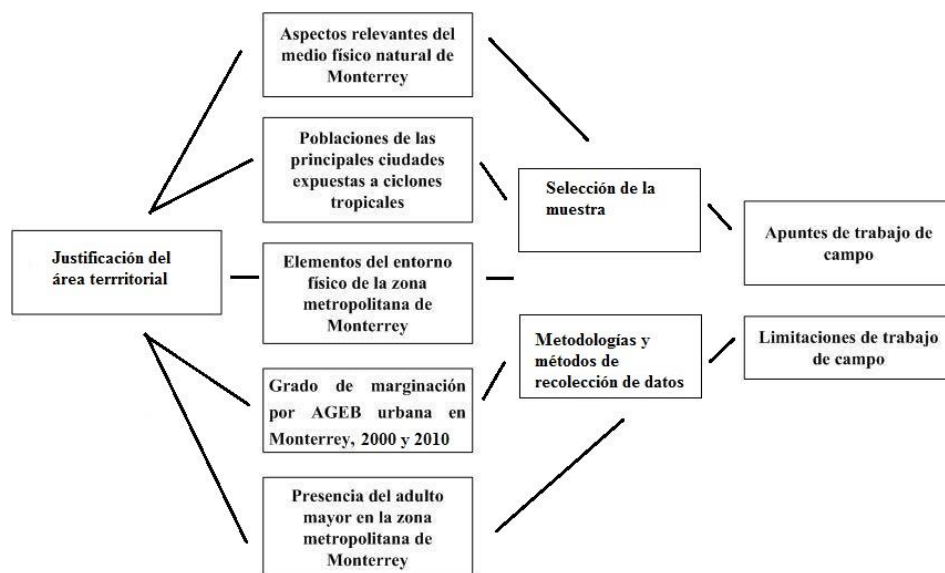 Justificación del
área terrritorial
Aspectos relevantes del
medio físico natural de
Monterrey
Poblaciones de las
principales ciudades
expuestas a ciclones
tropicales
Elementos del entorno
físico de la zona
metropolitana de
Monterrey
Grado de marginación
por AGEB urbana en
Monterrey, 2000 y 2010
Presencia del adulto
mayor en la zona
metropolitana de
Monterrey
Selección de la
muestra
Metodologías y
métodos de
recolección de datos
Apuntes de trabajo de
campo
Limitaciones de trabajo
de campo